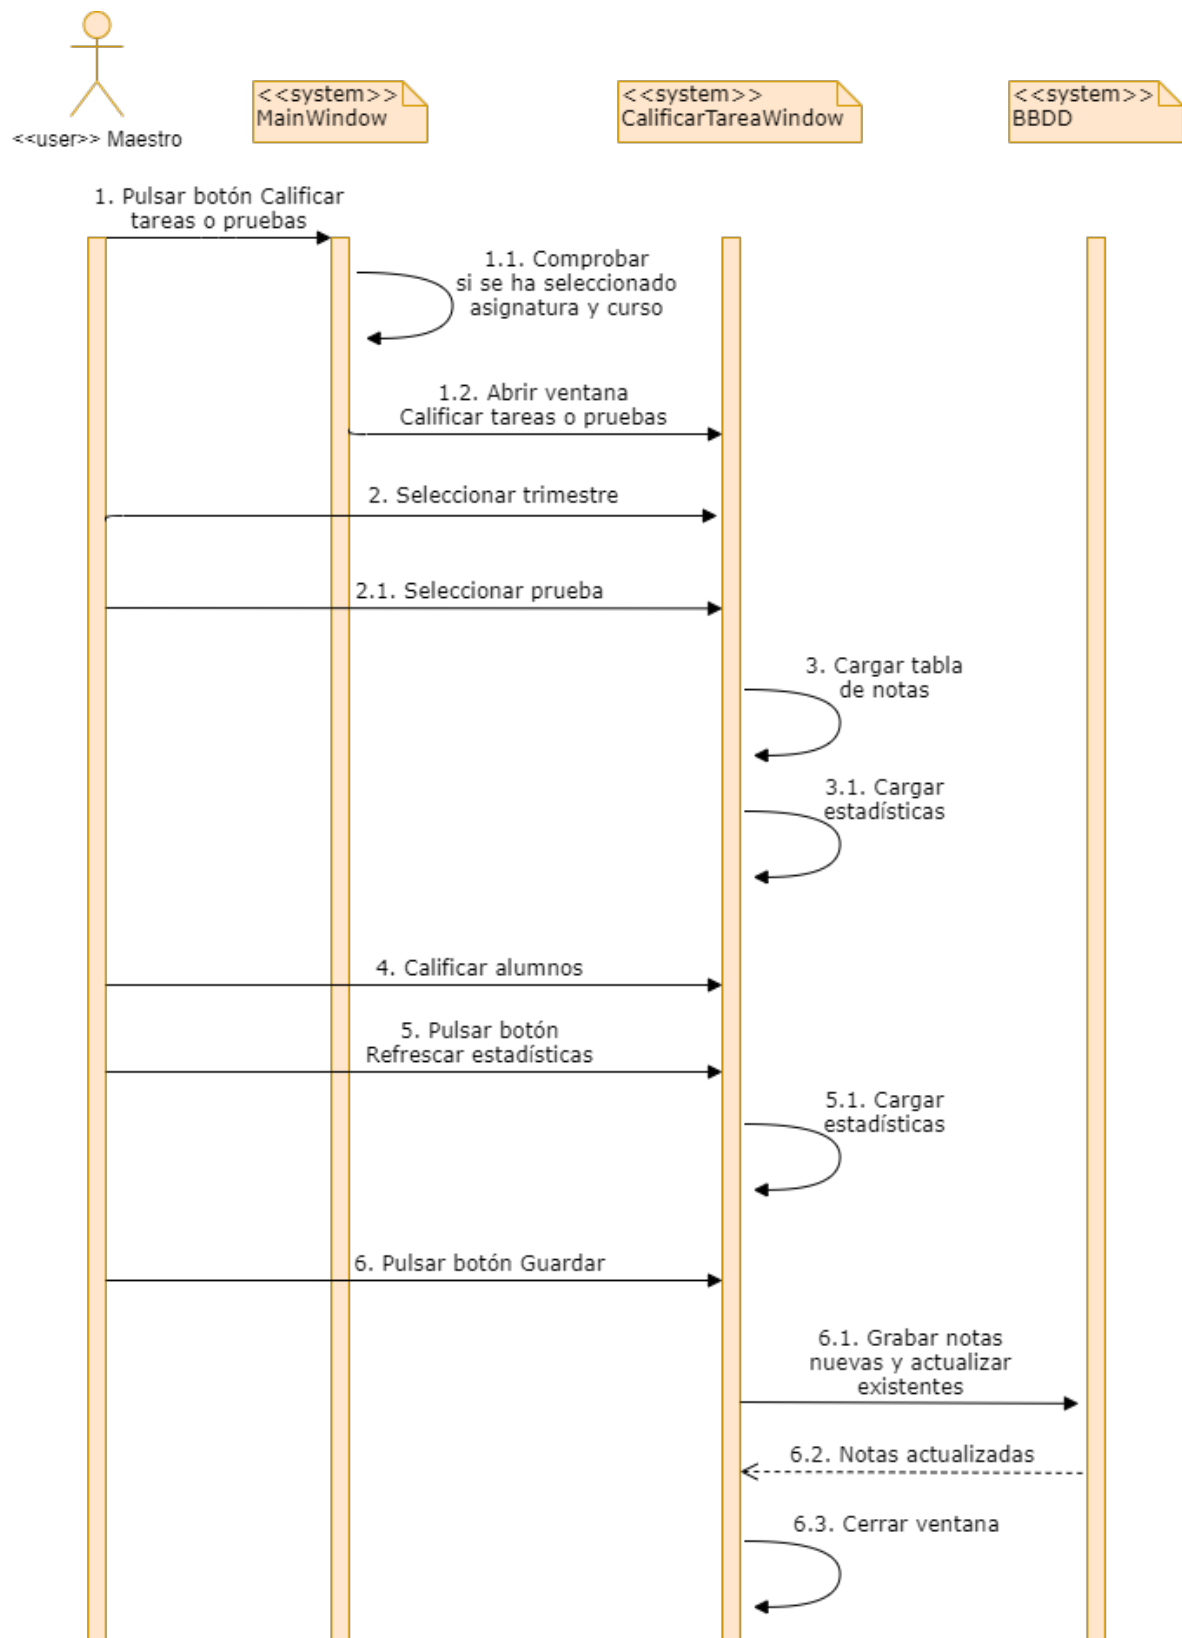 <<user>> Maestro
<<system>>
MainWindow
<<system>>
CalificarTareaWindow
<<system>>
BBDD
1. Pulsar botón Calificar
tareas o pruebas
1.1. Comprobar
si se ha seleccionado
asignatura y curso
1.2. Abrir ventana
Calificar tareas o pruebas
2. Seleccionar trimestre
2.1. Seleccionar prueba
3. Cargar tabla
de notas
3.1. Cargar
estadísticas
4. Calificar alumnos
5. Pulsar botón
Refrescar estadísticas
5.1. Cargar
estadísticas
6. Pulsar botón Guardar
6.1. Grabar notas
nuevas y actualizar
existentes
6.2. Notas actualizadas
6.3. Cerrar ventana